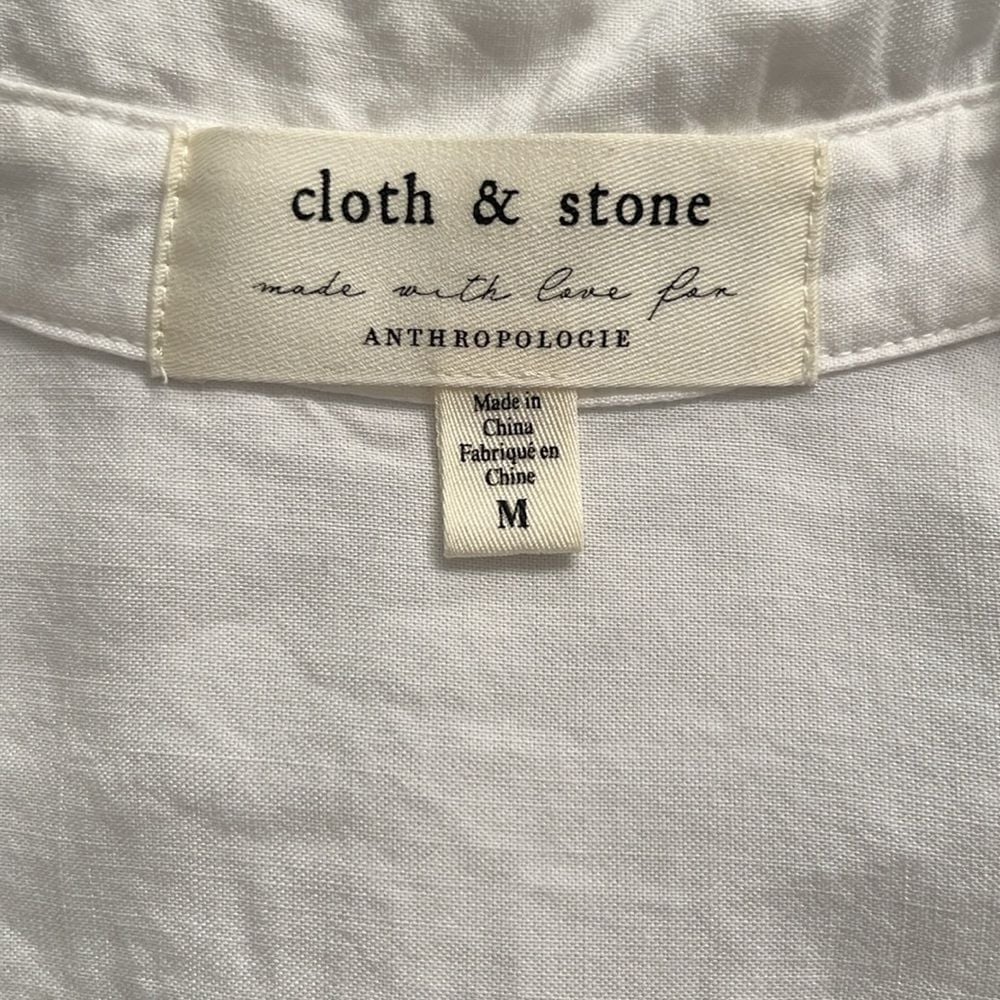 cloth & stone
made with love for
ANTHROPOLOGIE
Made in
China
Fabriqué en
Chine
M